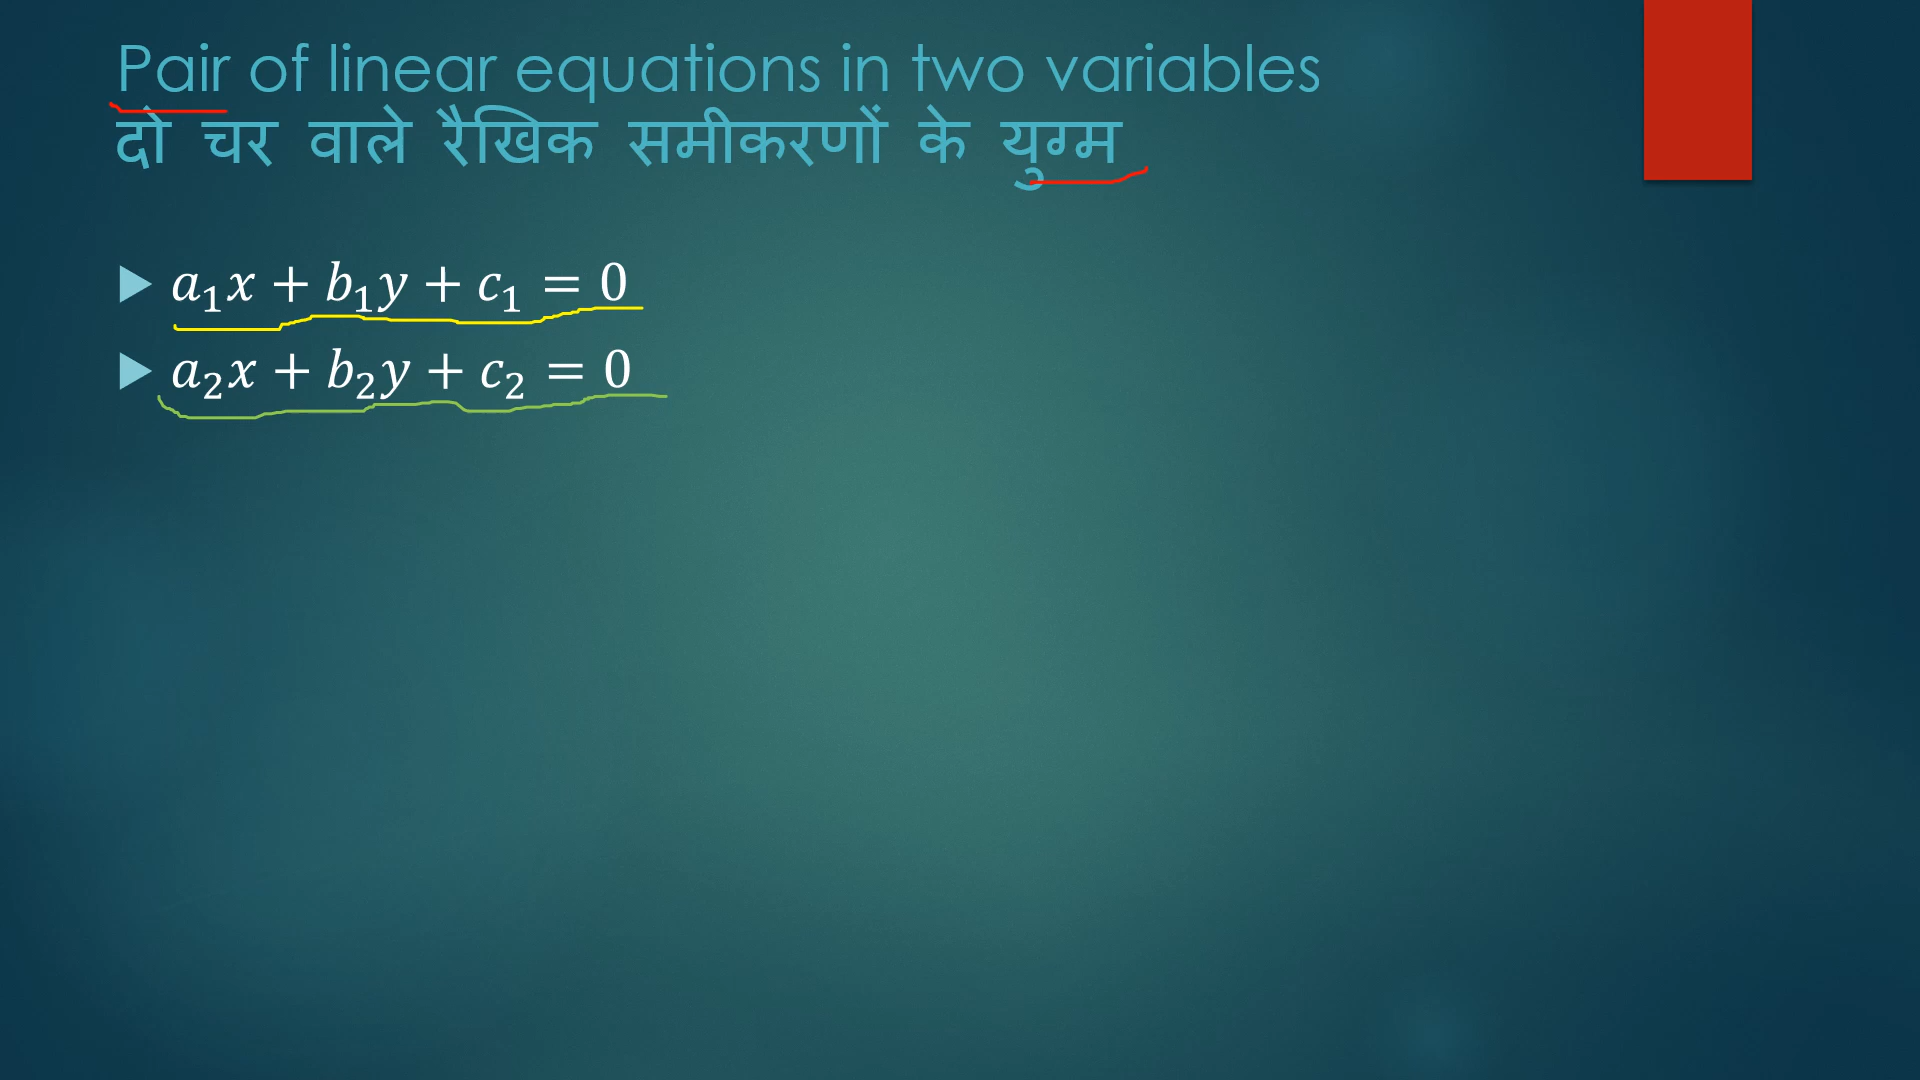 Pair of linear equations in two variables
दो चर वाले रैखिक समीकरणों के युग्म
a₁x + b₁y + c₁ = 0
a₂x + b₂y + c₂ = 0